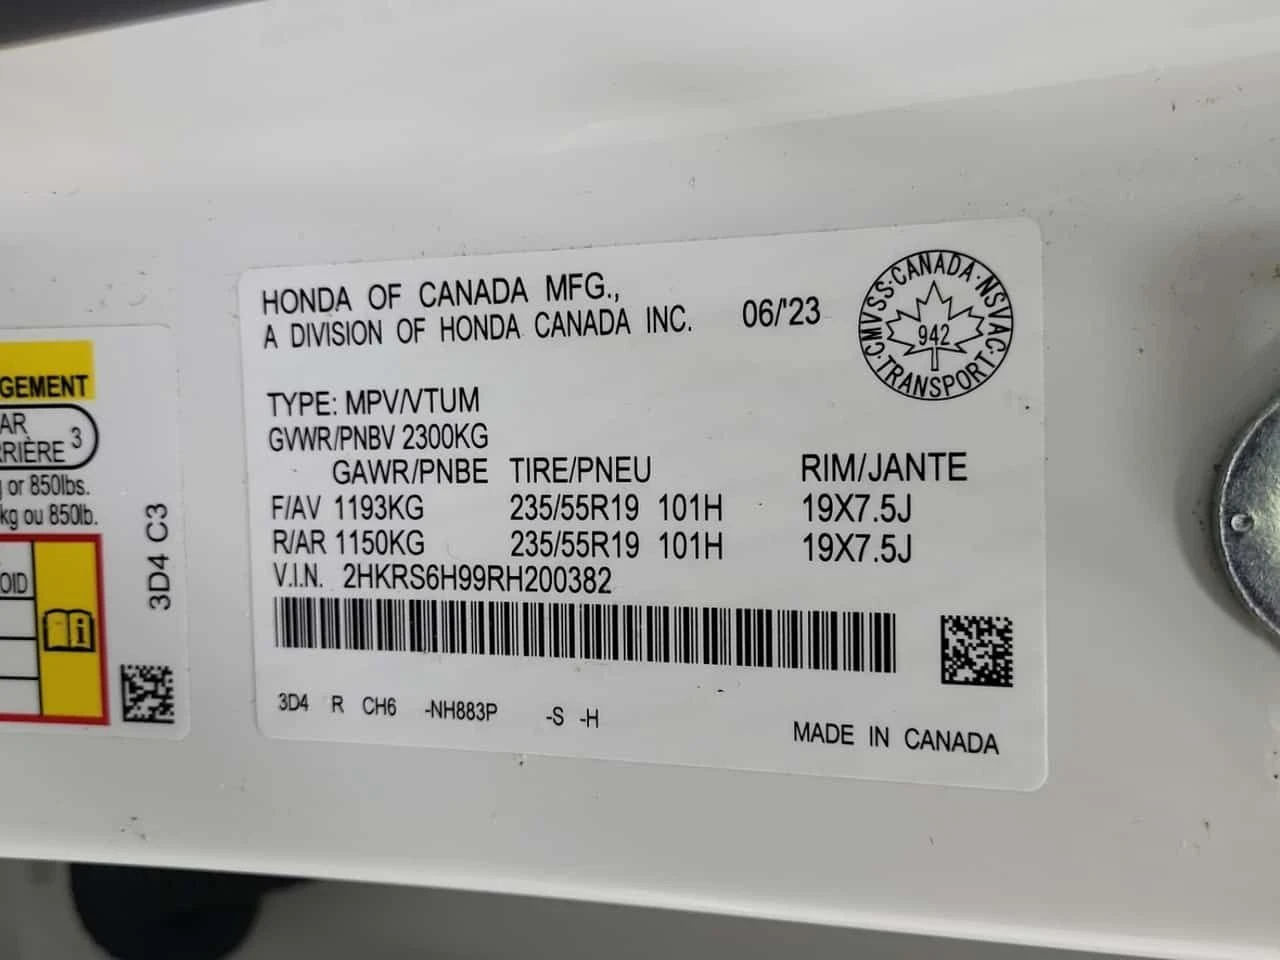 GEMENT
AR
RIÈRE 3
g or 850lbs.
kg ou 850lb.
OID
3D4 C3
HONDA OF CANADA MFG.,
A DIVISION OF HONDA CANADA INC. 06/'23
CMVSS·CANADA·NSVAC·TRANSPORT·
942
TYPE: MPV/VTUM
GVWR/PNBV 2300KG
GAWR/PNBE TIRE/PNEU RIM/JANTE
F/AV 1193KG 235/55R19 101H 19X7.5J
R/AR 1150KG 235/55R19 101H 19X7.5J
V.I.N. 2HKRS6H99RH200382
3D4 R CH6 -NH883P -S -H
MADE IN CANADA